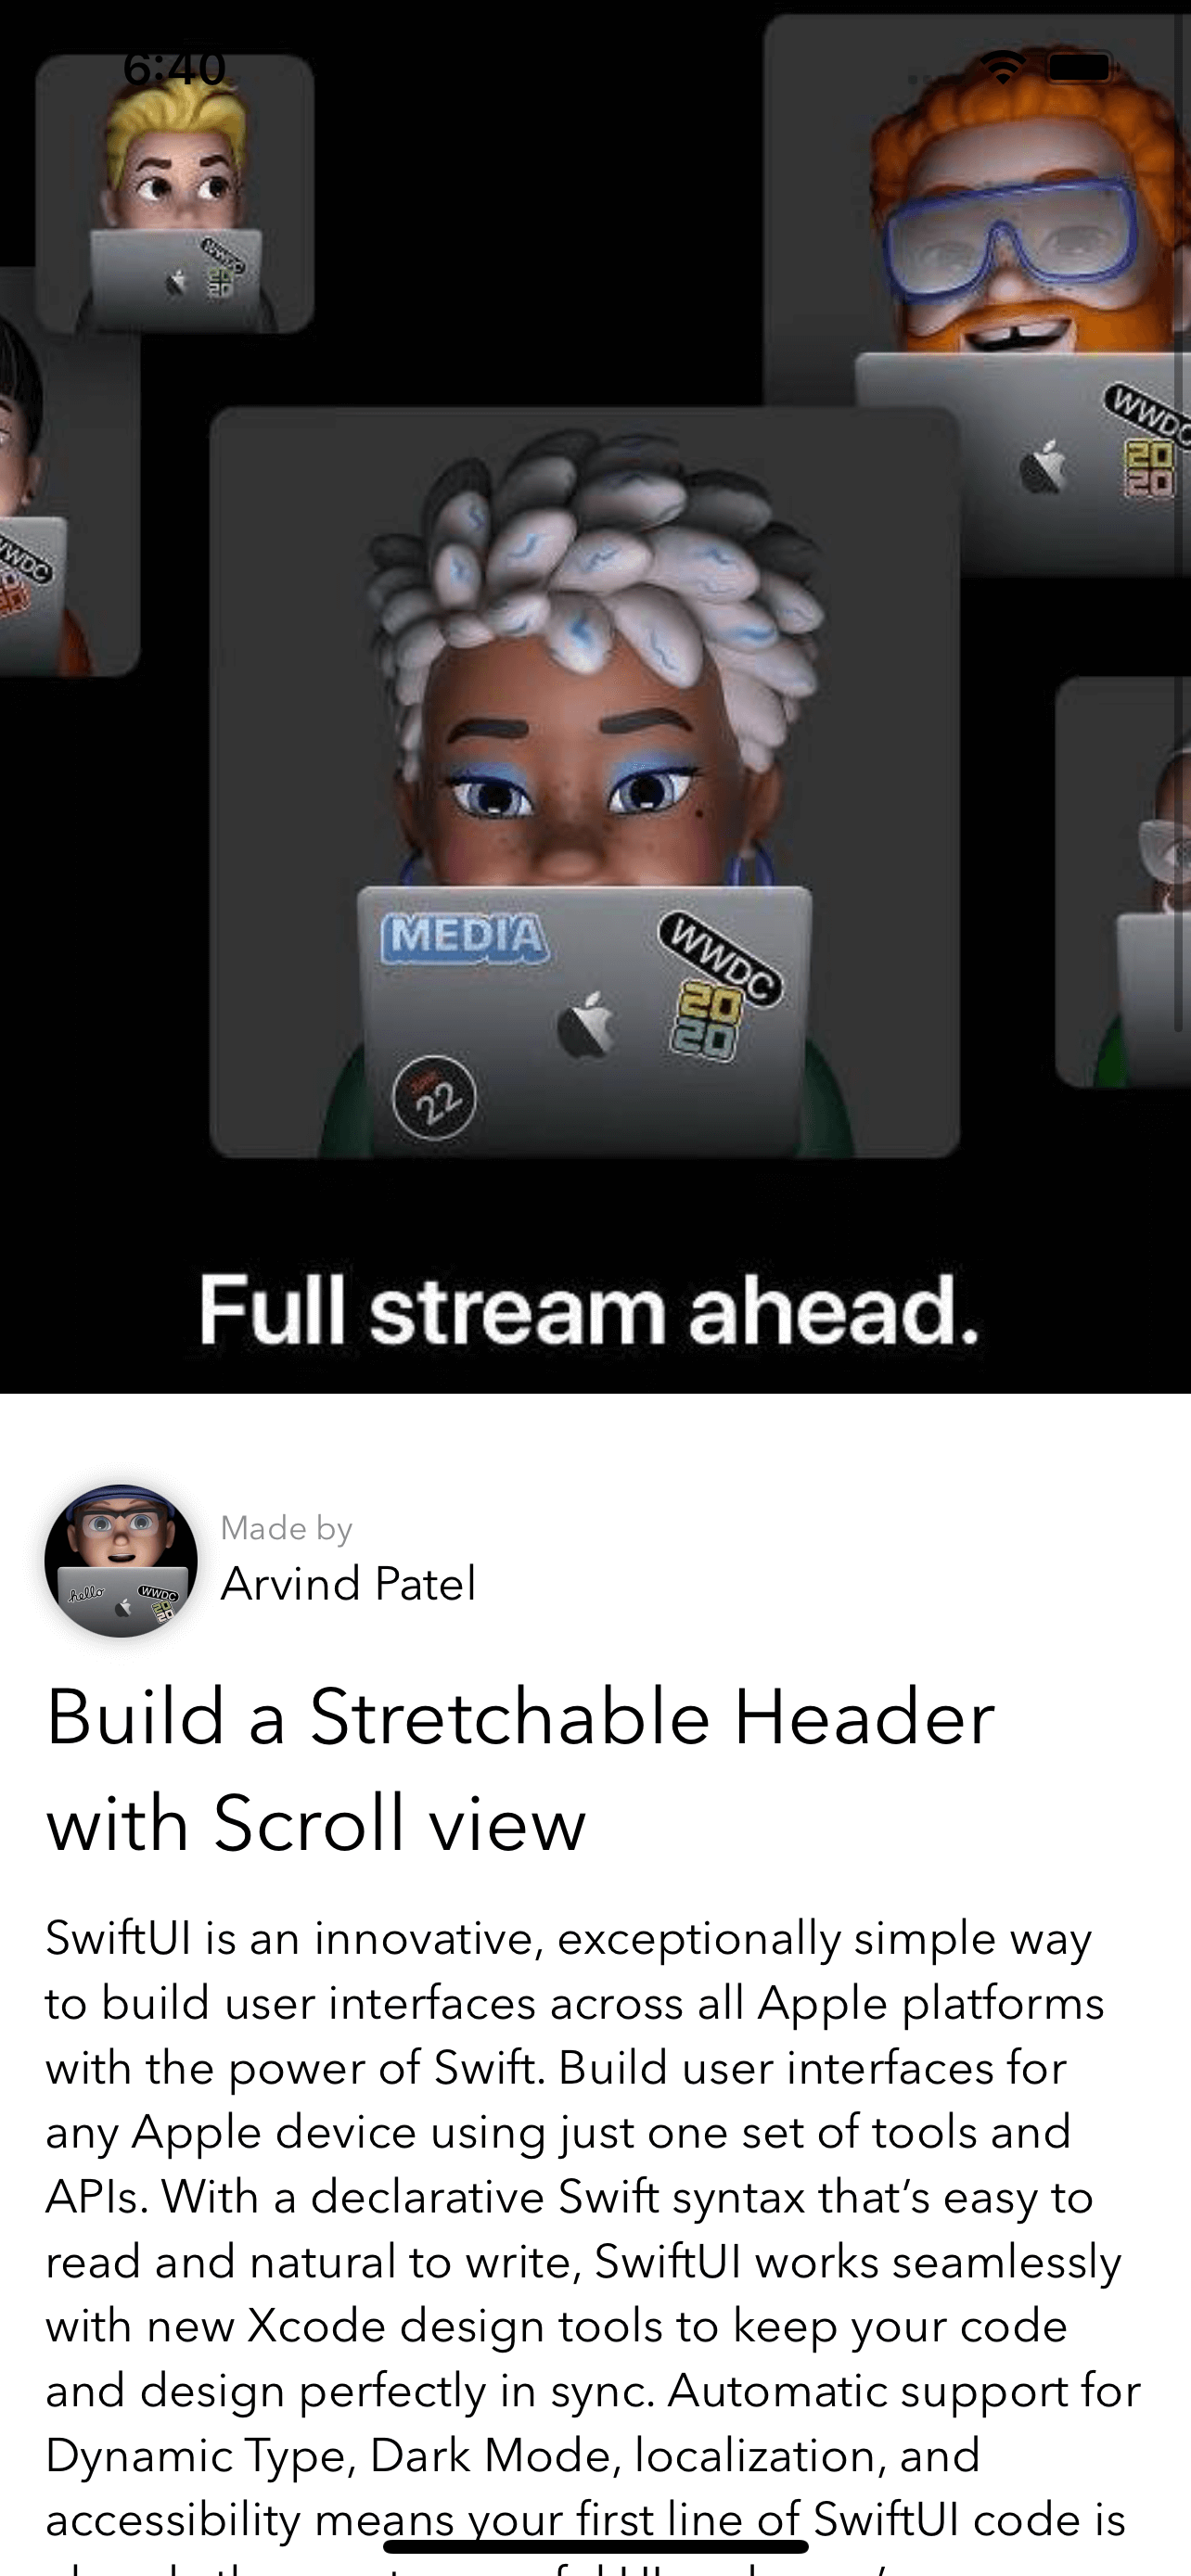 6:40
WWDC
20
20
WWDC
20
20
WWDC
MEDIA
WWDC
20
20
22
Full stream ahead.
Made by
Arvind Patel
hello
WWDC
20
20
Build a Stretchable Header
with Scroll view
SwiftUI is an innovative, exceptionally simple way
to build user interfaces across all Apple platforms
with the power of Swift. Build user interfaces for
any Apple device using just one set of tools and
APIs. With a declarative Swift syntax that’s easy to
read and natural to write, SwiftUI works seamlessly
with new Xcode design tools to keep your code
and design perfectly in sync. Automatic support for
Dynamic Type, Dark Mode, localization, and
accessibility means your first line of SwiftUI code is